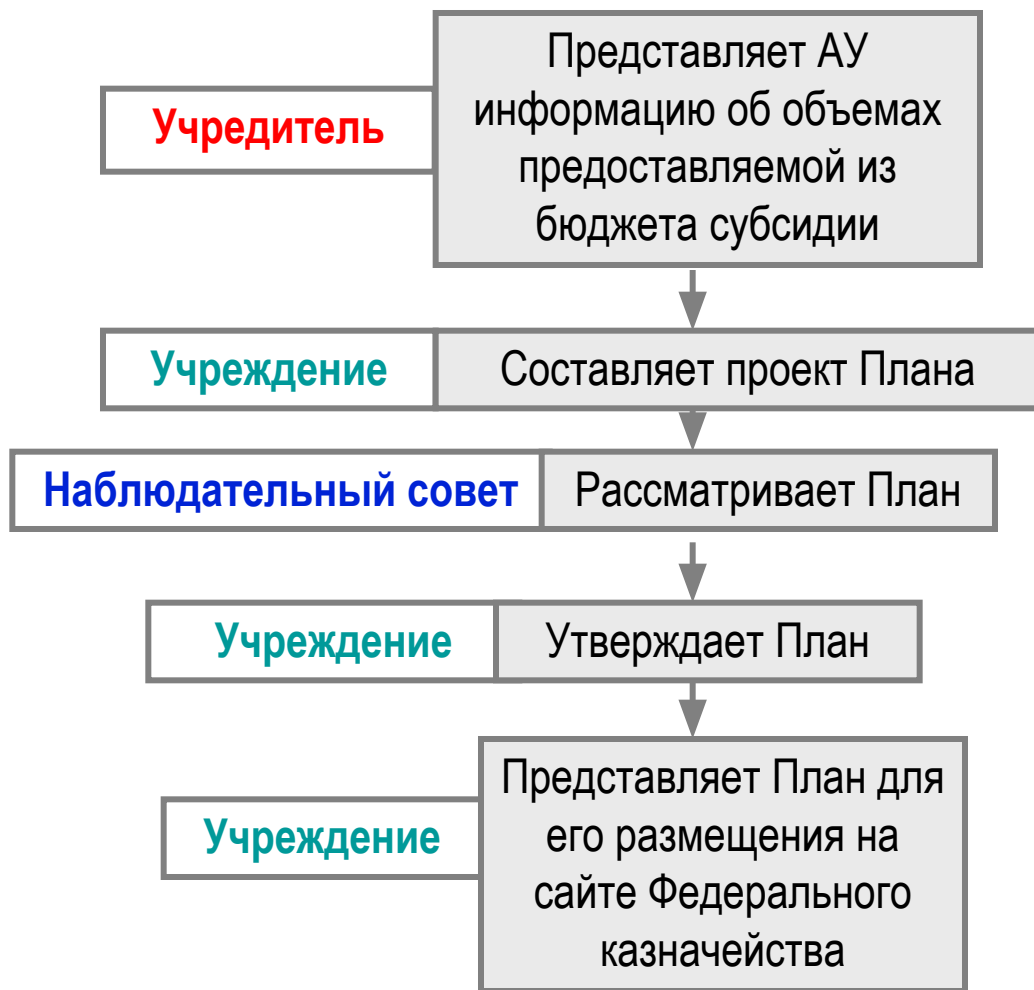 Учредитель
Представляет АУ
информацию об объемах
предоставляемой из
бюджета субсидии
Учреждение
Составляет проект Плана
Наблюдательный совет
Рассматривает План
Учреждение
Утверждает План
Учреждение
Представляет План для
его размещения на
сайте Федерального
казначейства